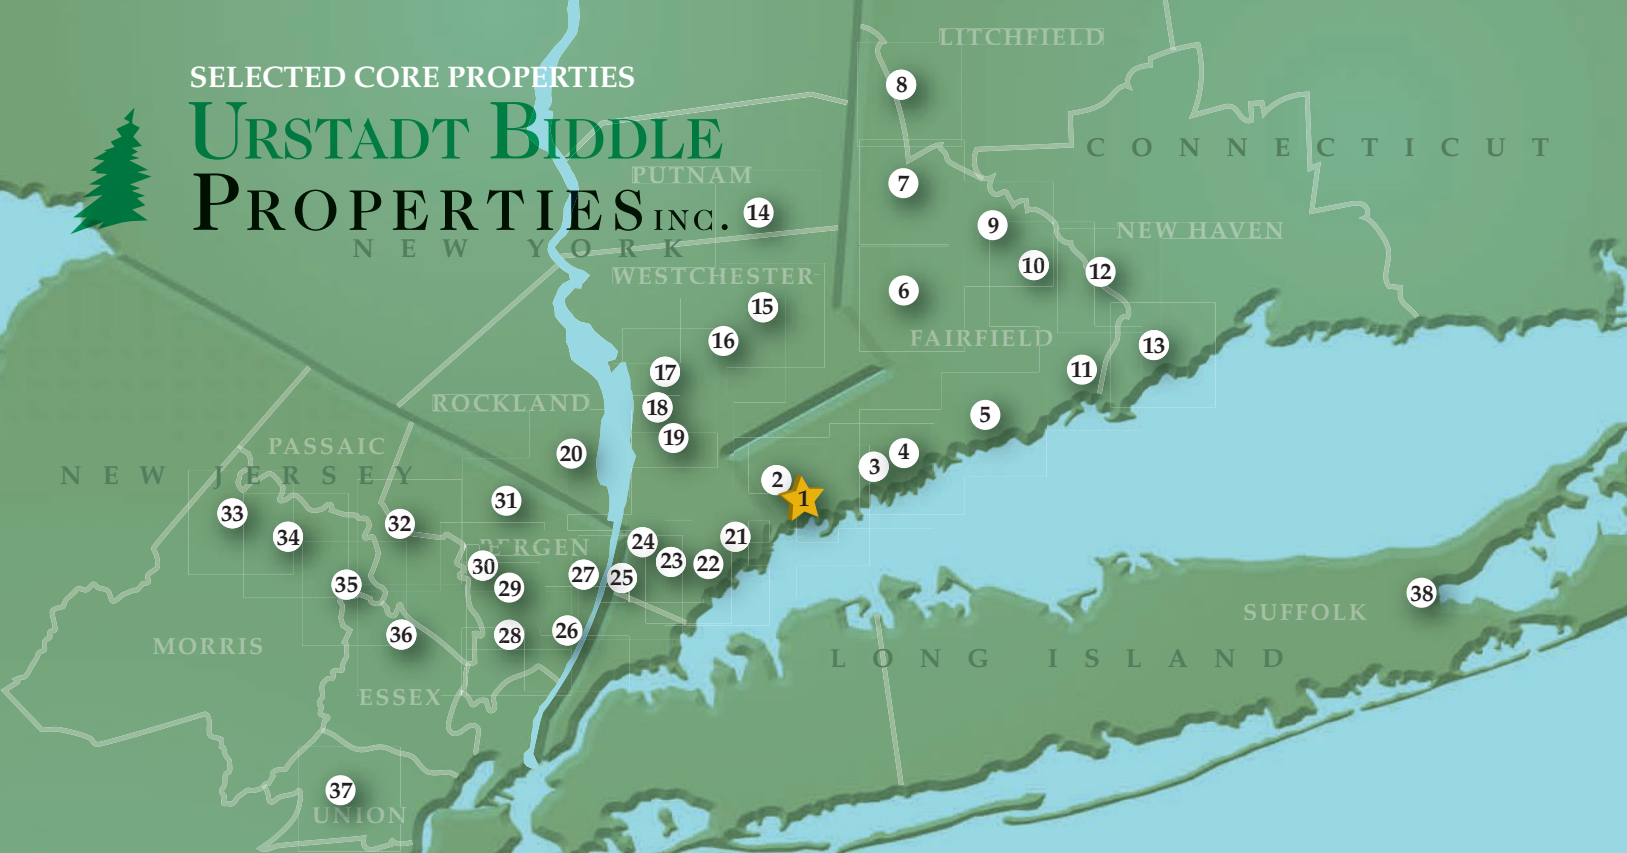 LITCHFIELD
SELECTED CORE PROPERTIES
8
URSTADT BIDDLE
CONNECTICUT
PUTNAM
7
PROPERTIES INC.
14
9
NEW HAVEN
NEW YORK
10
12
WESTCHESTER
6
15
16
FAIRFIELD
13
11
17
ROCKLAND
18
5
19
PASSAIC
20
4
3
NEW JERSEY
2
1
31
33
32
34
21
24
BERGEN
23
22
30
27
25
35
29
38
SUFFOLK
26
36
28
MORRIS
LONG ISLAND
ESSEX
37
UNION